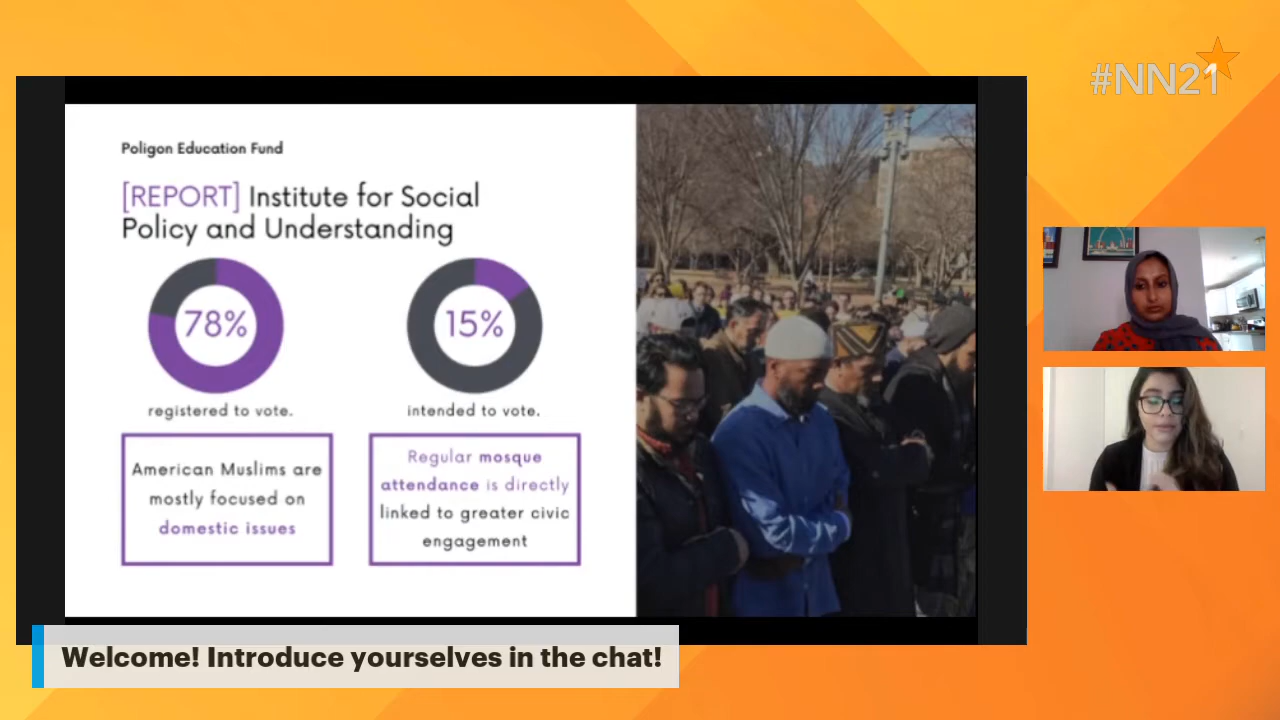 #NN21
Poligon Education Fund
[REPORT] Institute for Social
Policy and Understanding
78%
registered to vote.
15%
intended to vote.
American Muslims are
mostly focused on
domestic issues
Regular mosque
attendance is directly
linked to greater civic
engagement
Welcome! Introduce yourselves in the chat!